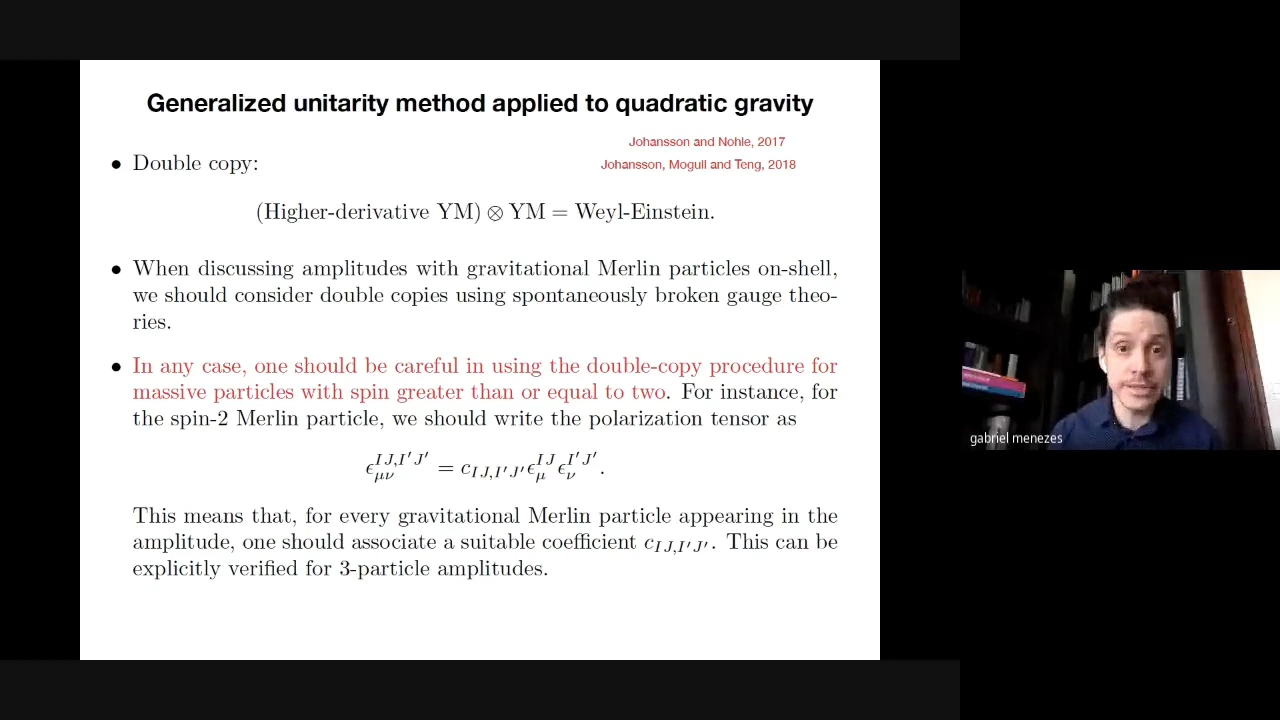 Generalized unitarity method applied to quadratic gravity
Johansson and Nohle, 2017
• Double copy:
Johansson, Mogull and Teng, 2018
(Higher-derivative YM) ⊗ YM = Weyl-Einstein.
• When discussing amplitudes with gravitational Merlin particles on-shell,
we should consider double copies using spontaneously broken gauge theo-
ries.
• In any case, one should be careful in using the double-copy procedure for
massive particles with spin greater than or equal to two. For instance, for
the spin-2 Merlin particle, we should write the polarization tensor as
ϵ_{μν}^{IJ,I′J′} = c_{IJ,I′J′} ϵ_μ^{IJ} ϵ_ν^{I′J′}.
This means that, for every gravitational Merlin particle appearing in the
amplitude, one should associate a suitable coefficient c_{IJ,I′J′}. This can be
explicitly verified for 3-particle amplitudes.
gabriel menezes